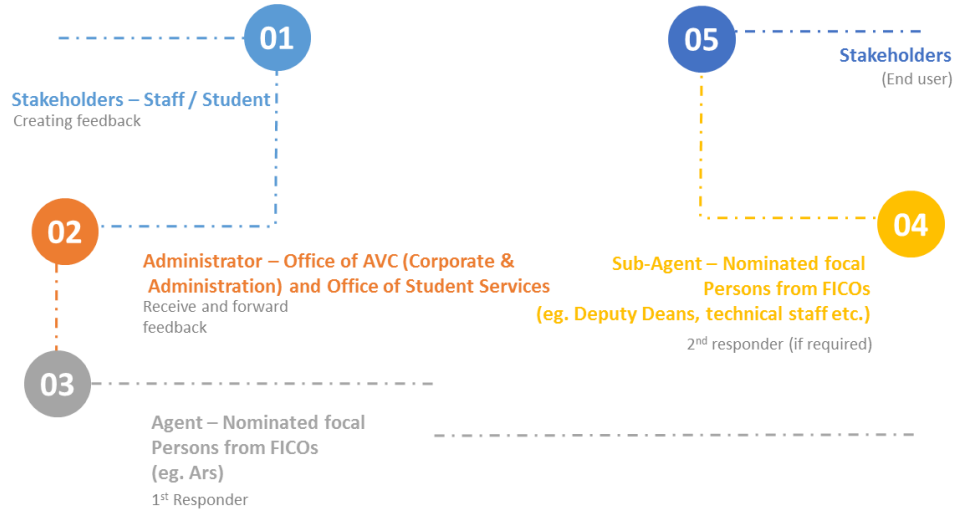 01
Stakeholders – Staff / Student
Creating feedback
02
Administrator – Office of AVC (Corporate &
Administration) and Office of Student Services
Receive and forward
feedback
03
Agent – Nominated focal
Persons from FICOs
(eg. Ars)
1st Responder
04
Sub-Agent – Nominated focal
Persons from FICOs
(eg. Deputy Deans, technical staff etc.)
2nd responder (if required)
05
Stakeholders
(End user)